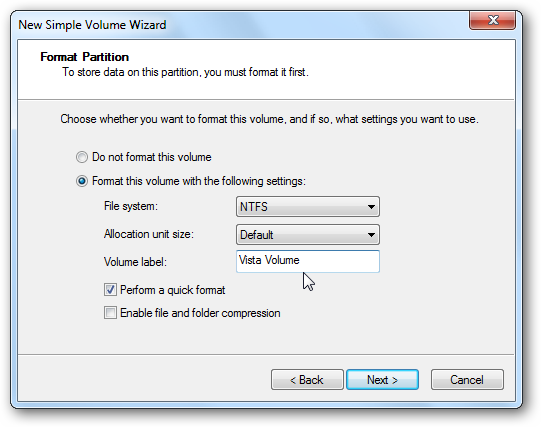 New Simple Volume Wizard
Format Partition
To store data on this partition, you must format it first.
Choose whether you want to format this volume, and if so, what settings you want to use.
Do not format this volume
Format this volume with the following settings:
File system: NTFS
Allocation unit size: Default
Volume label: Vista Volume
Perform a quick format
Enable file and folder compression
< Back Next > Cancel